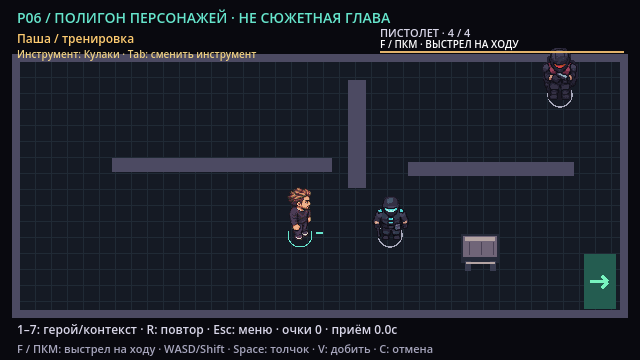 P06 / ПОЛИГОН ПЕРСОНАЖЕЙ · НЕ СЮЖЕТНАЯ ГЛАВА
Паша / тренировка
ПИСТОЛЕТ · 4 / 4
F / ПКМ · ВЫСТРЕЛ НА ХОДУ
Инструмент: Кулаки · Tab: сменить инструмент
1–7: герой/контекст · R: повтор · Esc: меню · очки 0 · приём 0.0с
F / ПКМ: выстрел на ходу · WASD/Shift · Space: толчок · V: добить · C: отмена